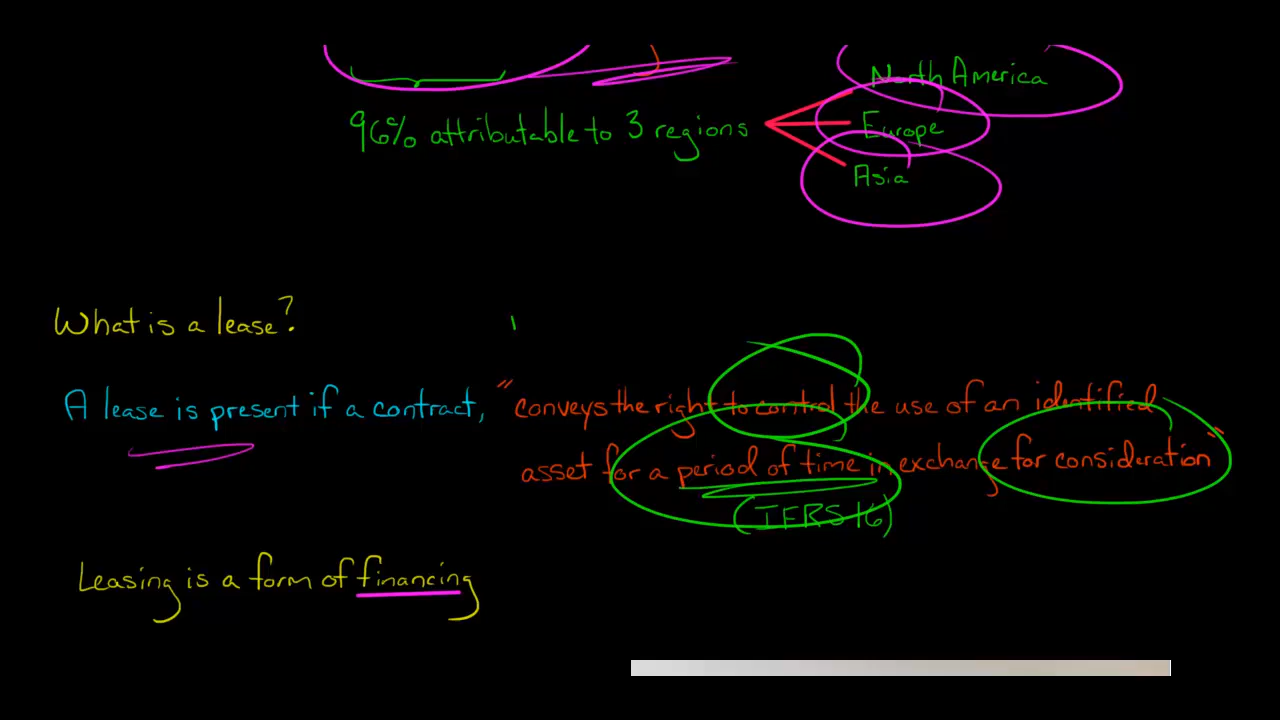 North America
96% attributable to 3 regions
Europe
Asia
What is a lease?
A lease is present if a contract, "conveys the right to control the use of an identified
asset for a period of time in exchange for consideration"
(IFRS 16)
Leasing is a form of financing